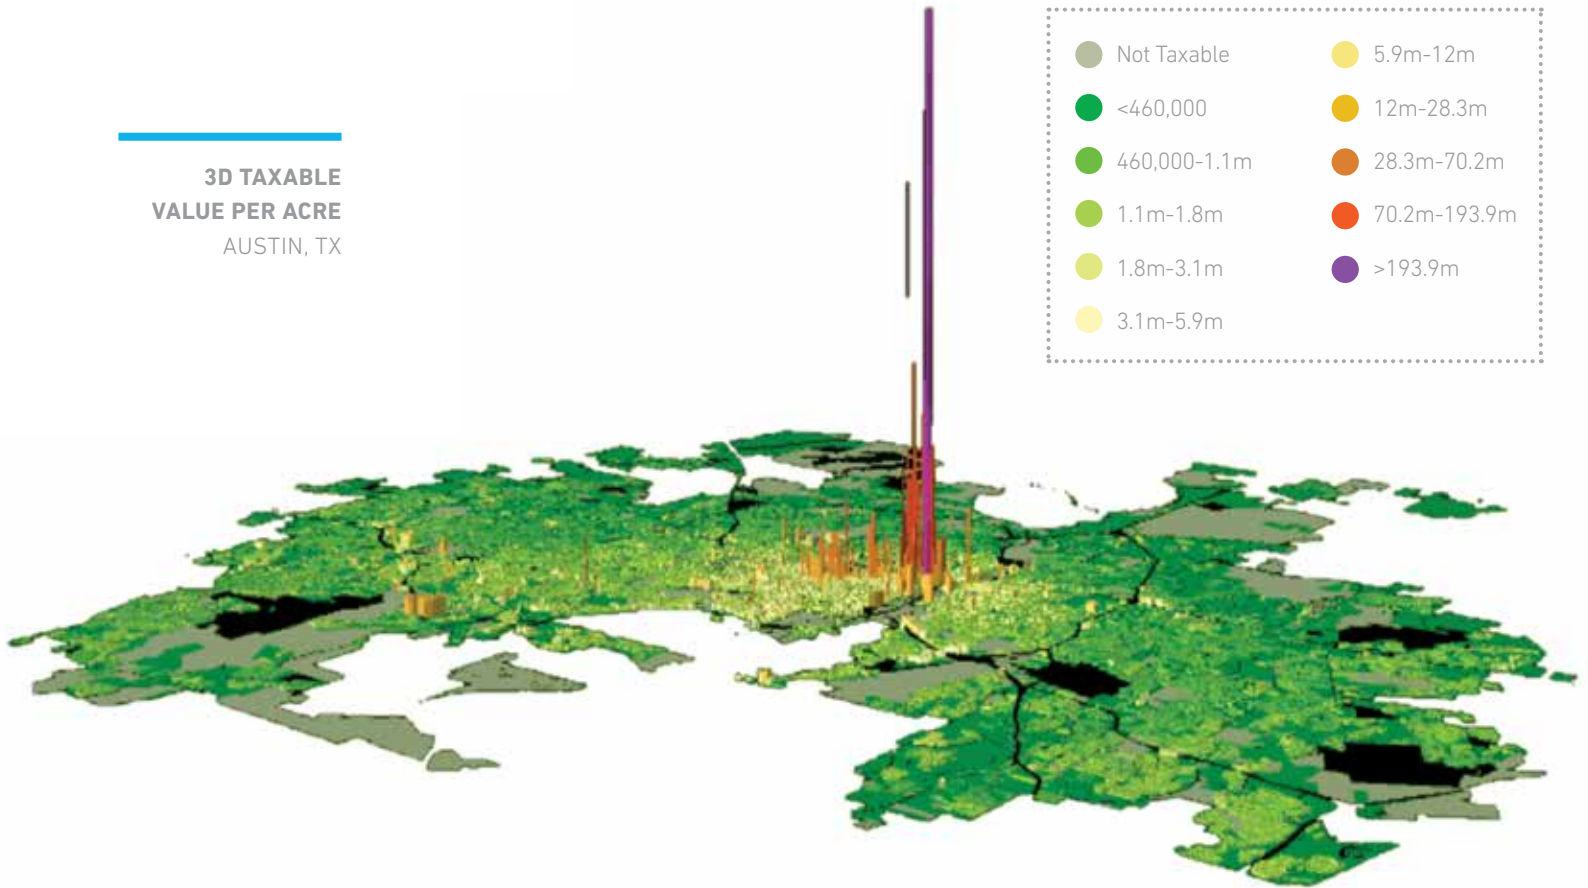 3D TAXABLE
VALUE PER ACRE
AUSTIN, TX
Not Taxable
<460,000
460,000-1.1m
1.1m-1.8m
1.8m-3.1m
3.1m-5.9m
5.9m-12m
12m-28.3m
28.3m-70.2m
70.2m-193.9m
>193.9m